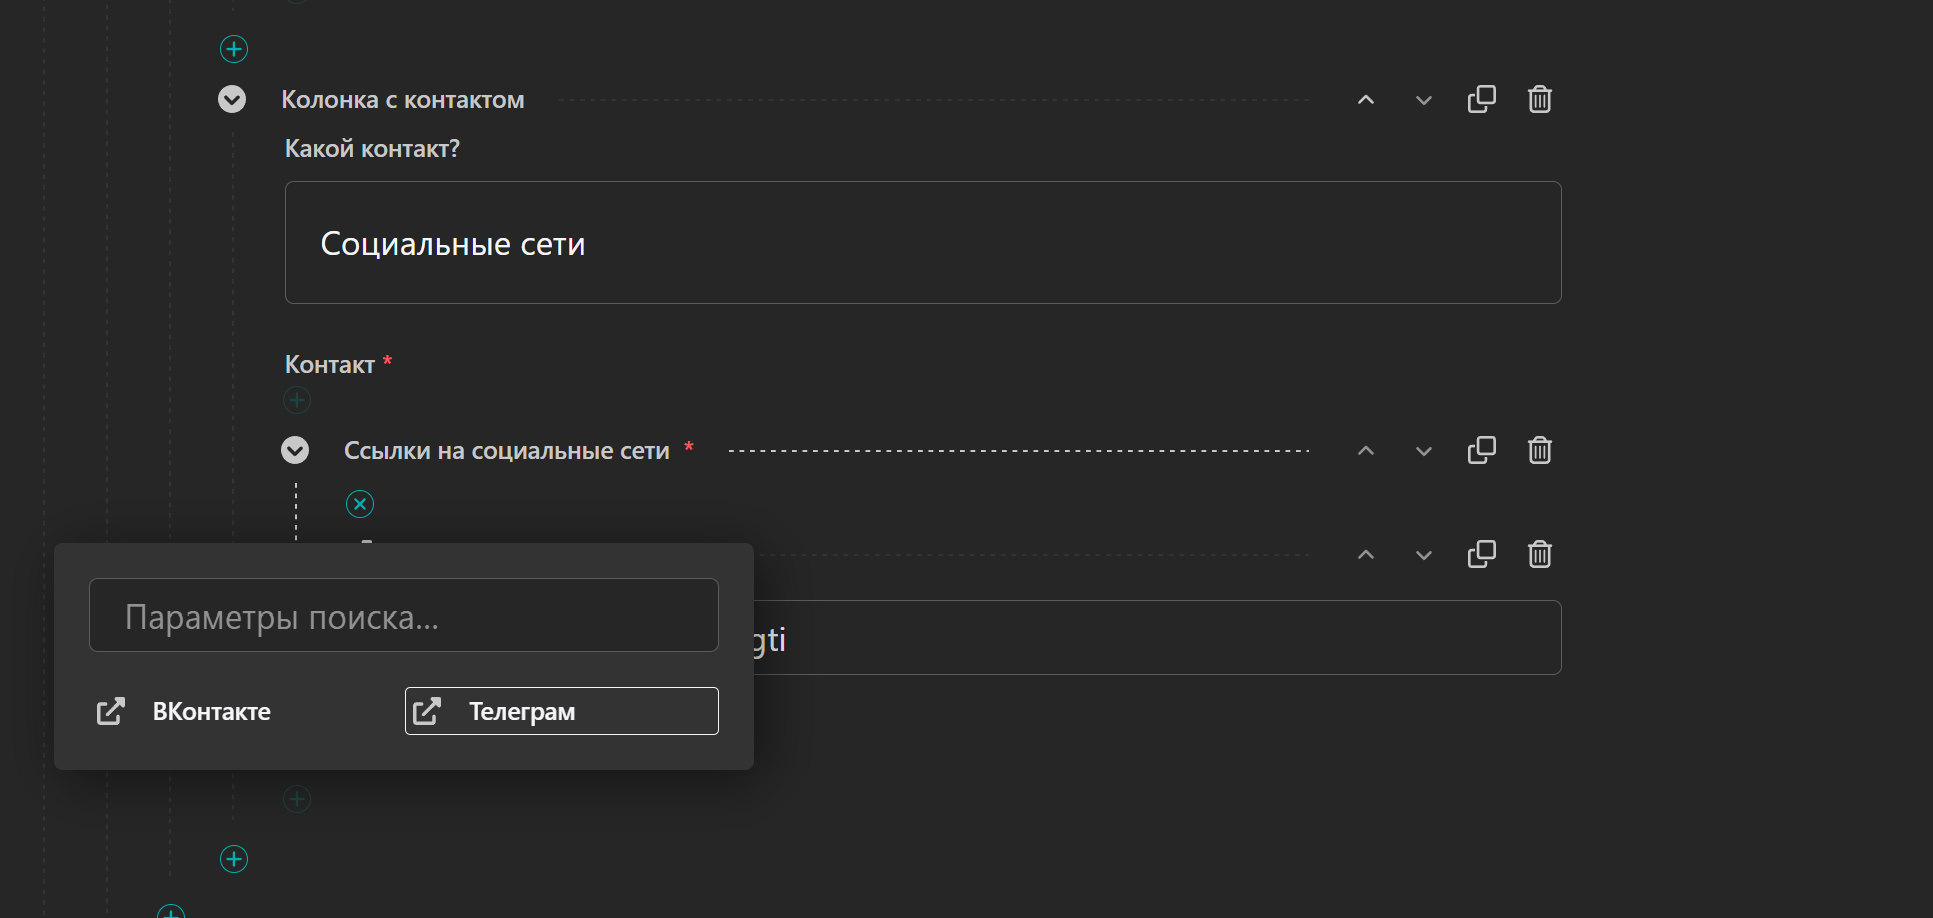 Колонка с контактом
Какой контакт?
Социальные сети
Контакт *
Ссылки на социальные сети *
Параметры поиска...
gti
ВКонтакте
Телеграм